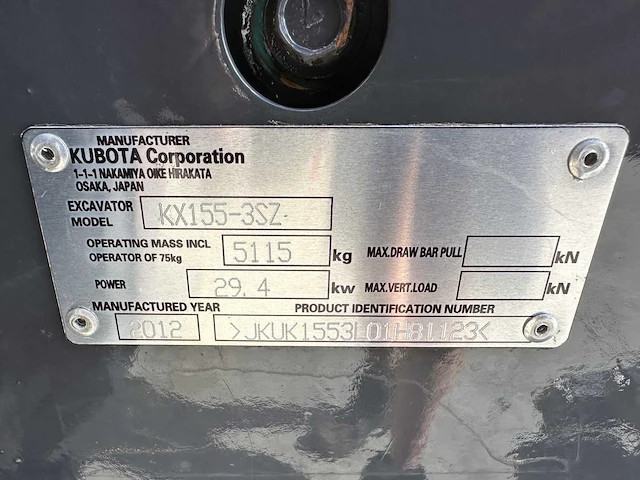 MANUFACTURER
KUBOTA Corporation
1-1-1 NAKAMIYA OIKE HIRAKATA
OSAKA, JAPAN
EXCAVATOR MODEL KX155-3SZ
OPERATING MASS INCL OPERATOR OF 75kg 5115 kg MAX.DRAW BAR PULL kN
POWER 29.4 kw MAX.VERT.LOAD kN
MANUFACTURED YEAR PRODUCT IDENTIFICATION NUMBER
2012 >JKUK1553L01H81123<